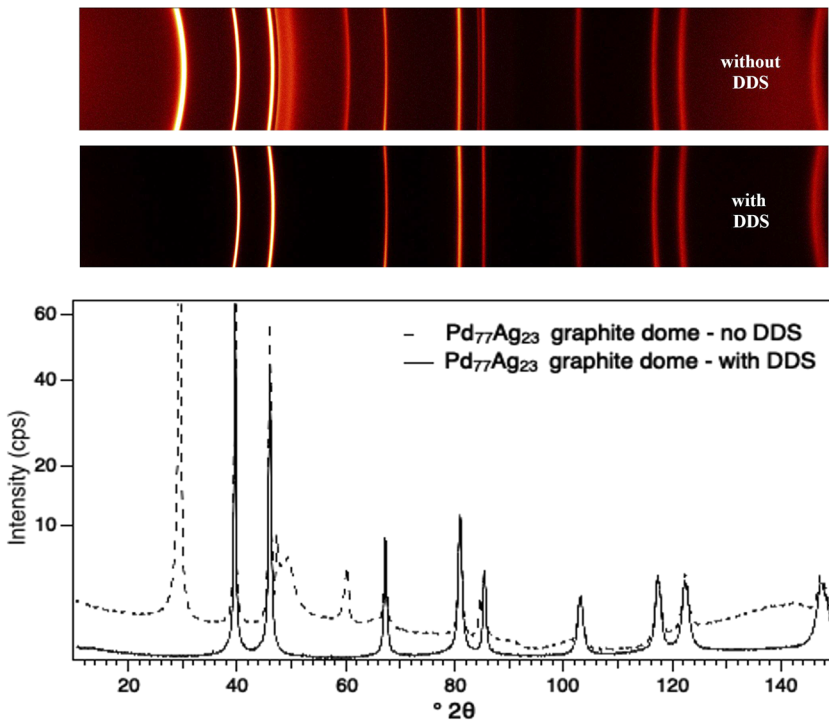 without
DDS
with
DDS
60
40
20
10
Intensity (cps)
- Pd₇₇Ag₂₃ graphite dome - no DDS
— Pd₇₇Ag₂₃ graphite dome - with DDS
20 40 60 80 100 120 140
° 2θ